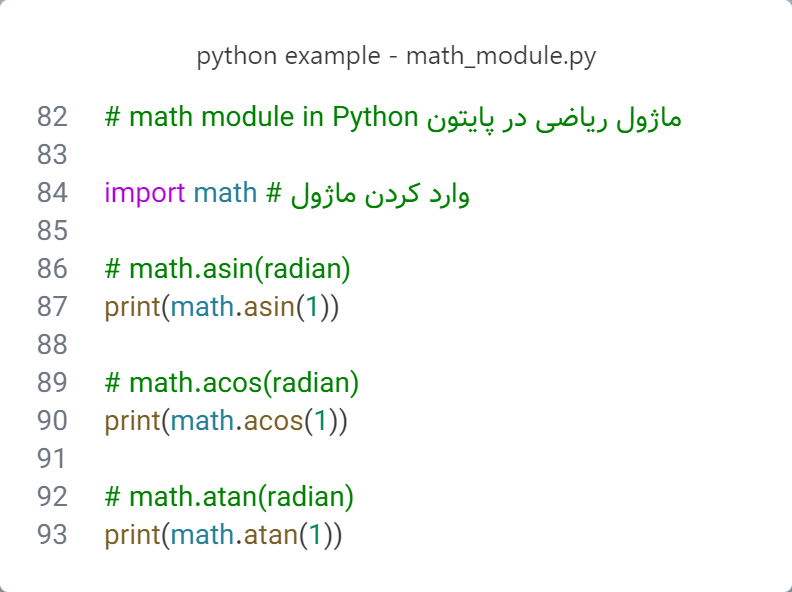 python example - math_module.py
82 # math module in Python ماژول ریاضی در پایتون
83
84 import math # وارد کردن ماژول
85
86 # math.asin(radian)
87 print(math.asin(1))
88
89 # math.acos(radian)
90 print(math.acos(1))
91
92 # math.atan(radian)
93 print(math.atan(1))